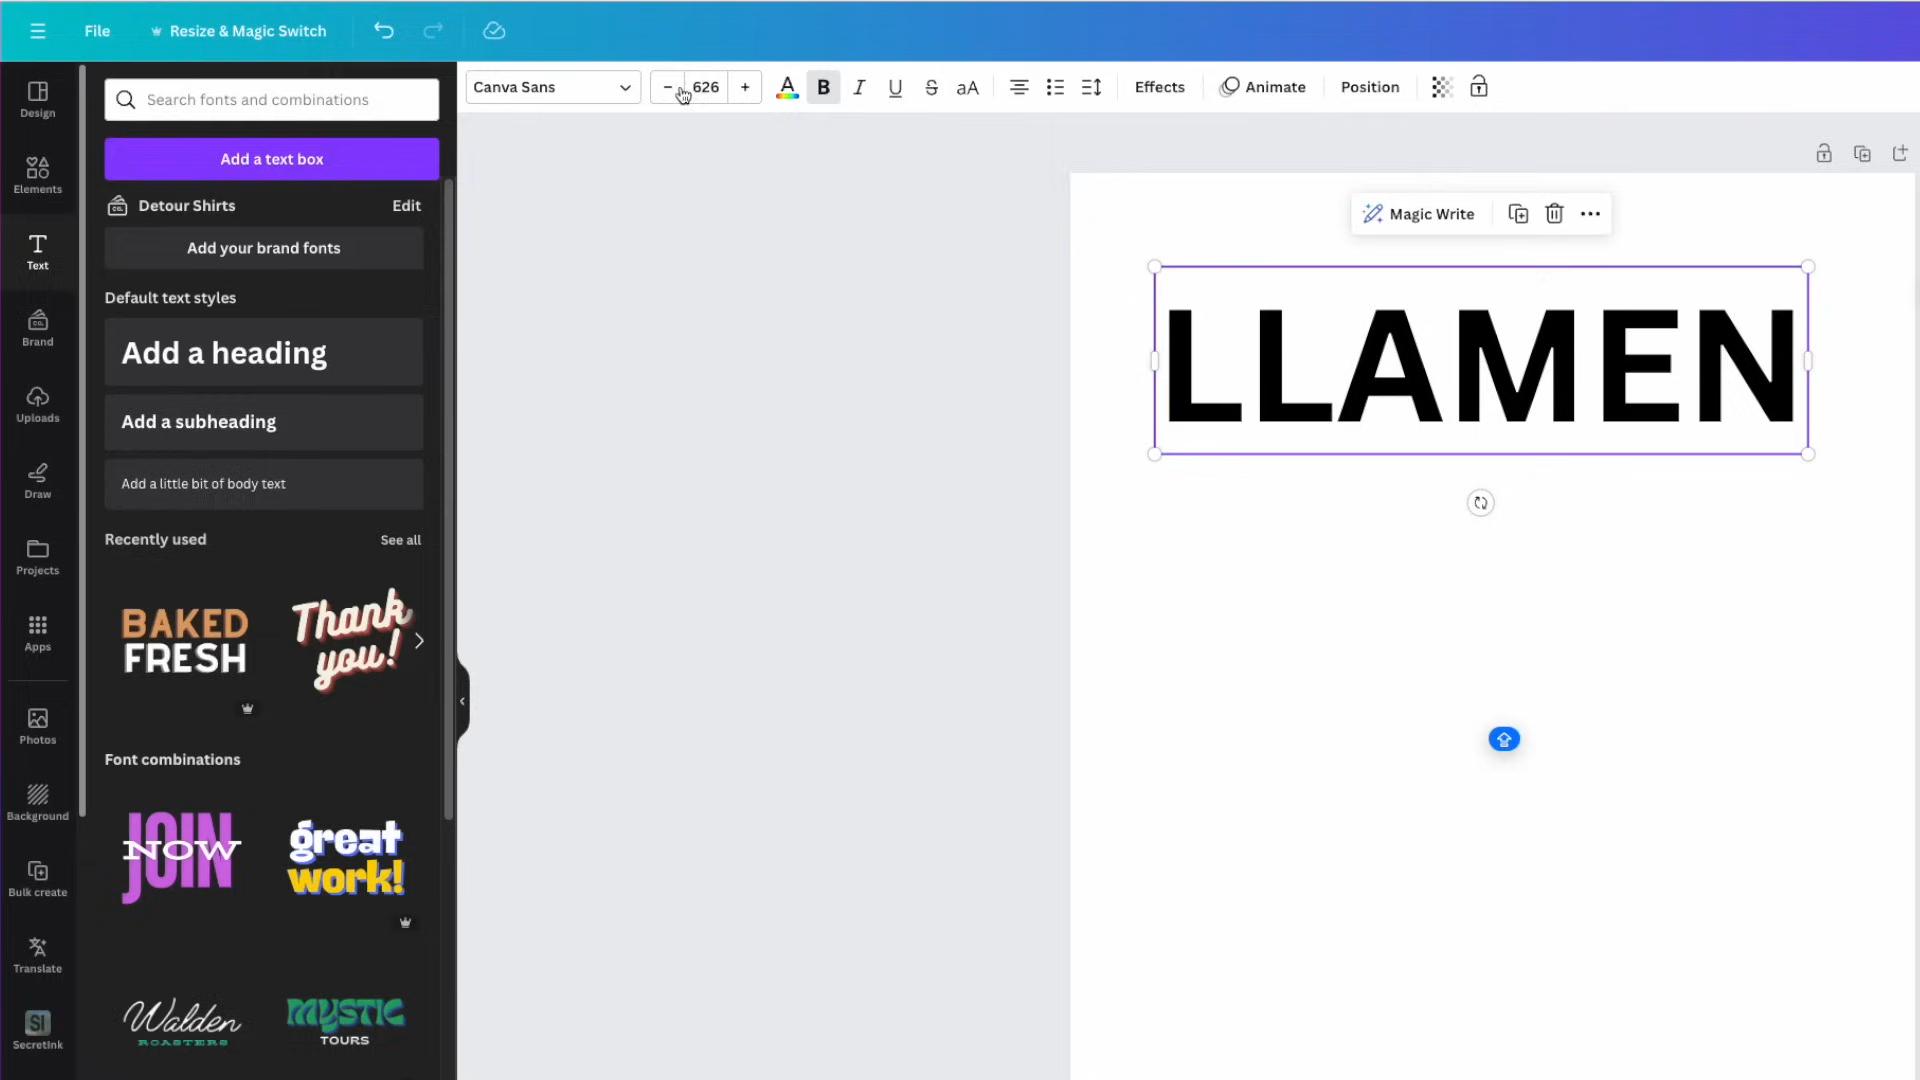 File
Resize & Magic Switch
Design
Elements
Text
Brand
Uploads
Draw
Projects
Apps
Photos
Background
Bulk create
Translate
SI
SecretInk
Search fonts and combinations
Add a text box
CO.
Detour Shirts
Edit
Add your brand fonts
Default text styles
Add a heading
Add a subheading
Add a little bit of body text
Recently used
See all
BAKED
FRESH
Thank
you!
Font combinations
JOIN
NOW
great
work!
Walden
ROASTERS
MYSTIC
TOURS
Canva Sans
- 626 +
A
B
I
U
S
aA
Effects
Animate
Position
Magic Write
LLAMEN